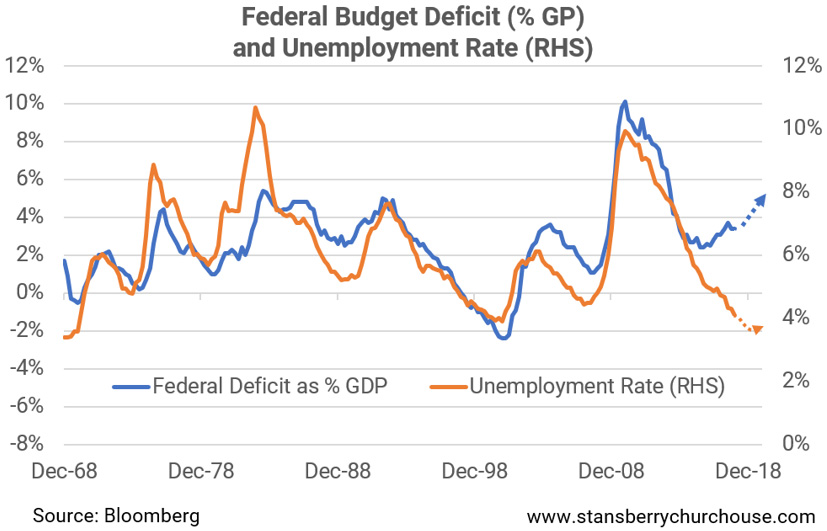 Federal Budget Deficit (% GP)
and Unemployment Rate (RHS)
12%
10%
8%
6%
4%
2%
0%
-2%
-4%
-6%
-8%
12%
10%
8%
6%
4%
2%
0%
Federal Deficit as % GDP
Unemployment Rate (RHS)
Dec-68 Dec-78 Dec-88 Dec-98 Dec-08 Dec-18
Source: Bloomberg
www.stansberrychurchouse.com